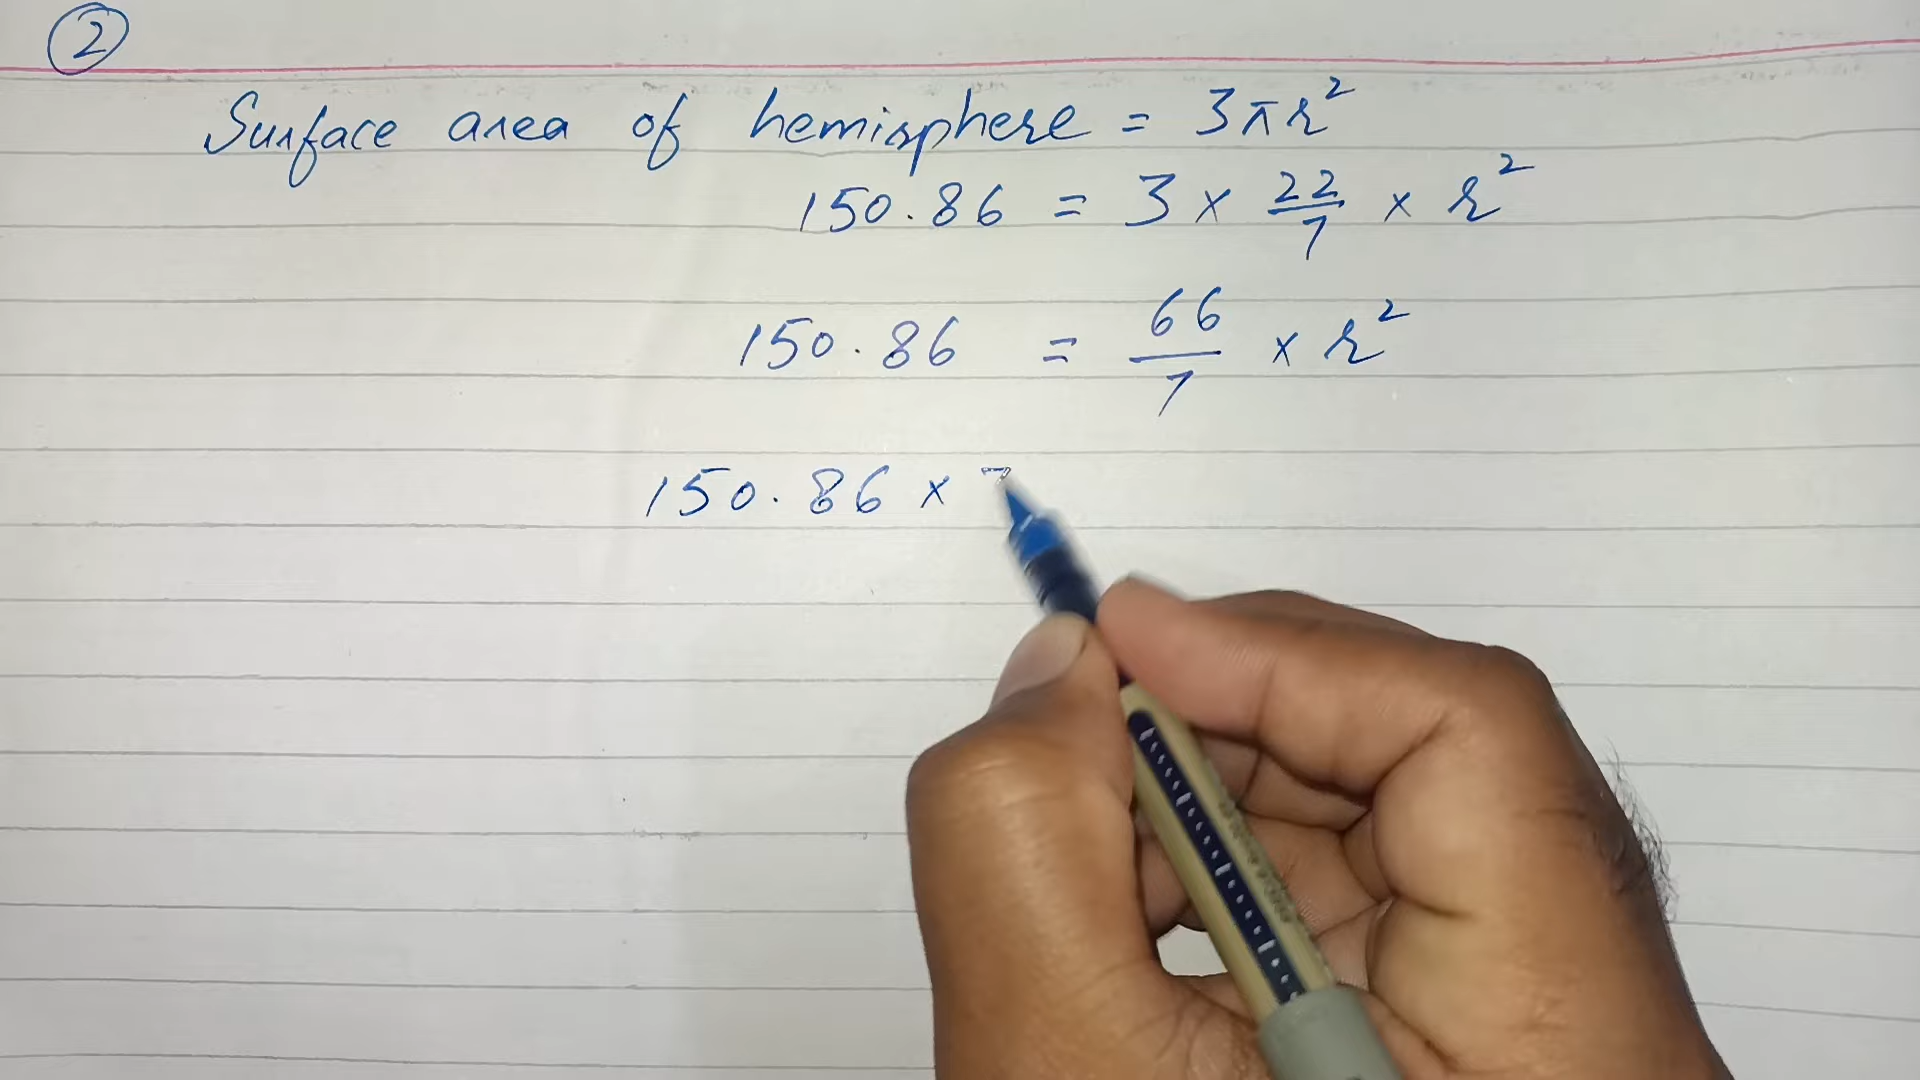 2
Surface area of hemisphere = 3πr²
150.86 = 3 × 22/7 × r²
150.86 = 66/7 × r²
150.86 × 7